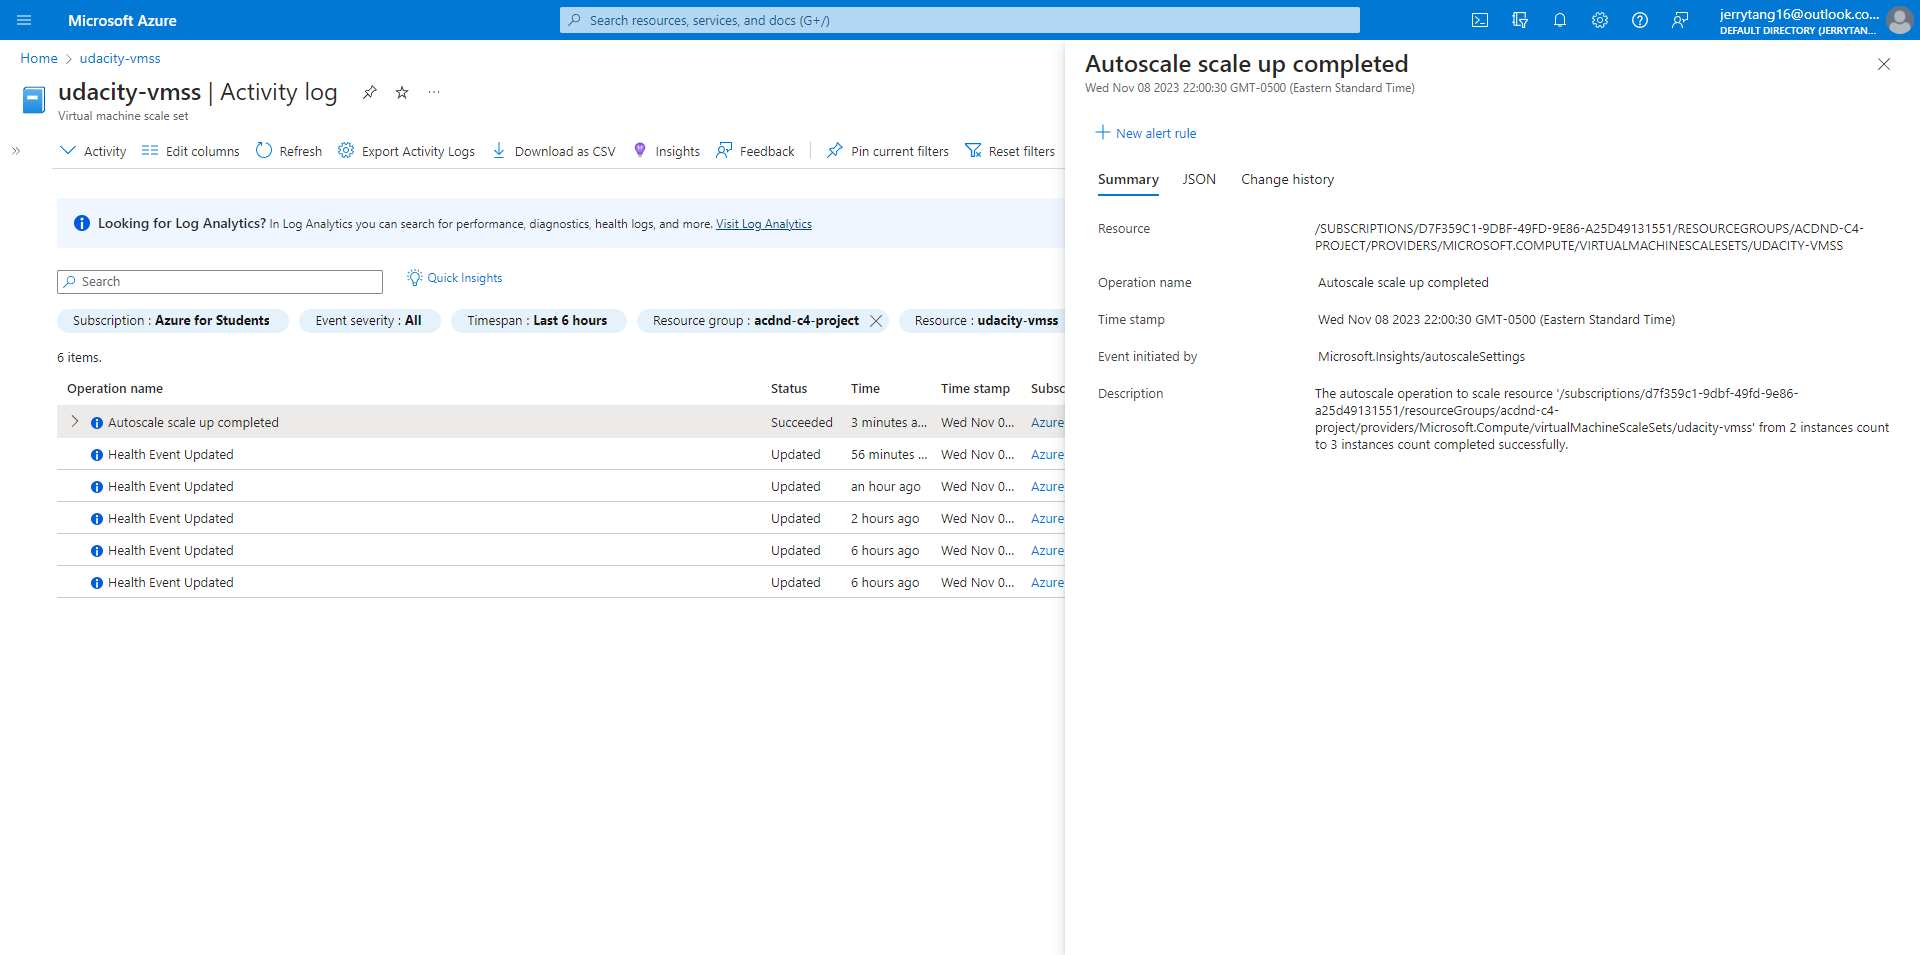 Microsoft Azure
Search resources, services, and docs (G+/)
jerrytang16@outlook.co...
DEFAULT DIRECTORY (JERRYTAN...
Home > udacity-vmss
udacity-vmss | Activity log
Virtual machine scale set
Activity Edit columns Refresh Export Activity Logs Download as CSV Insights Feedback Pin current filters Reset filters
Looking for Log Analytics? In Log Analytics you can search for performance, diagnostics, health logs, and more. Visit Log Analytics
Search
Quick Insights
Subscription : Azure for Students Event severity : All Timespan : Last 6 hours Resource group : acdnd-c4-project Resource : udacity-vmss
6 items.
Operation name Status Time Time stamp Subsc
Autoscale scale up completed Succeeded 3 minutes a... Wed Nov 0... Azure
Health Event Updated Updated 56 minutes ... Wed Nov 0... Azure
Health Event Updated Updated an hour ago Wed Nov 0... Azure
Health Event Updated Updated 2 hours ago Wed Nov 0... Azure
Health Event Updated Updated 6 hours ago Wed Nov 0... Azure
Health Event Updated Updated 6 hours ago Wed Nov 0... Azure
Autoscale scale up completed
Wed Nov 08 2023 22:00:30 GMT-0500 (Eastern Standard Time)
New alert rule
Summary JSON Change history
Resource /SUBSCRIPTIONS/D7F359C1-9DBF-49FD-9E86-A25D49131551/RESOURCEGROUPS/ACDND-C4-
PROJECT/PROVIDERS/MICROSOFT.COMPUTE/VIRTUALMACHINESCALESETS/UDACITY-VMSS
Operation name Autoscale scale up completed
Time stamp Wed Nov 08 2023 22:00:30 GMT-0500 (Eastern Standard Time)
Event initiated by Microsoft.Insights/autoscaleSettings
Description The autoscale operation to scale resource '/subscriptions/d7f359c1-9dbf-49fd-9e86-
a25d49131551/resourceGroups/acdnd-c4-
project/providers/Microsoft.Compute/virtualMachineScaleSets/udacity-vmss' from 2 instances count
to 3 instances count completed successfully.